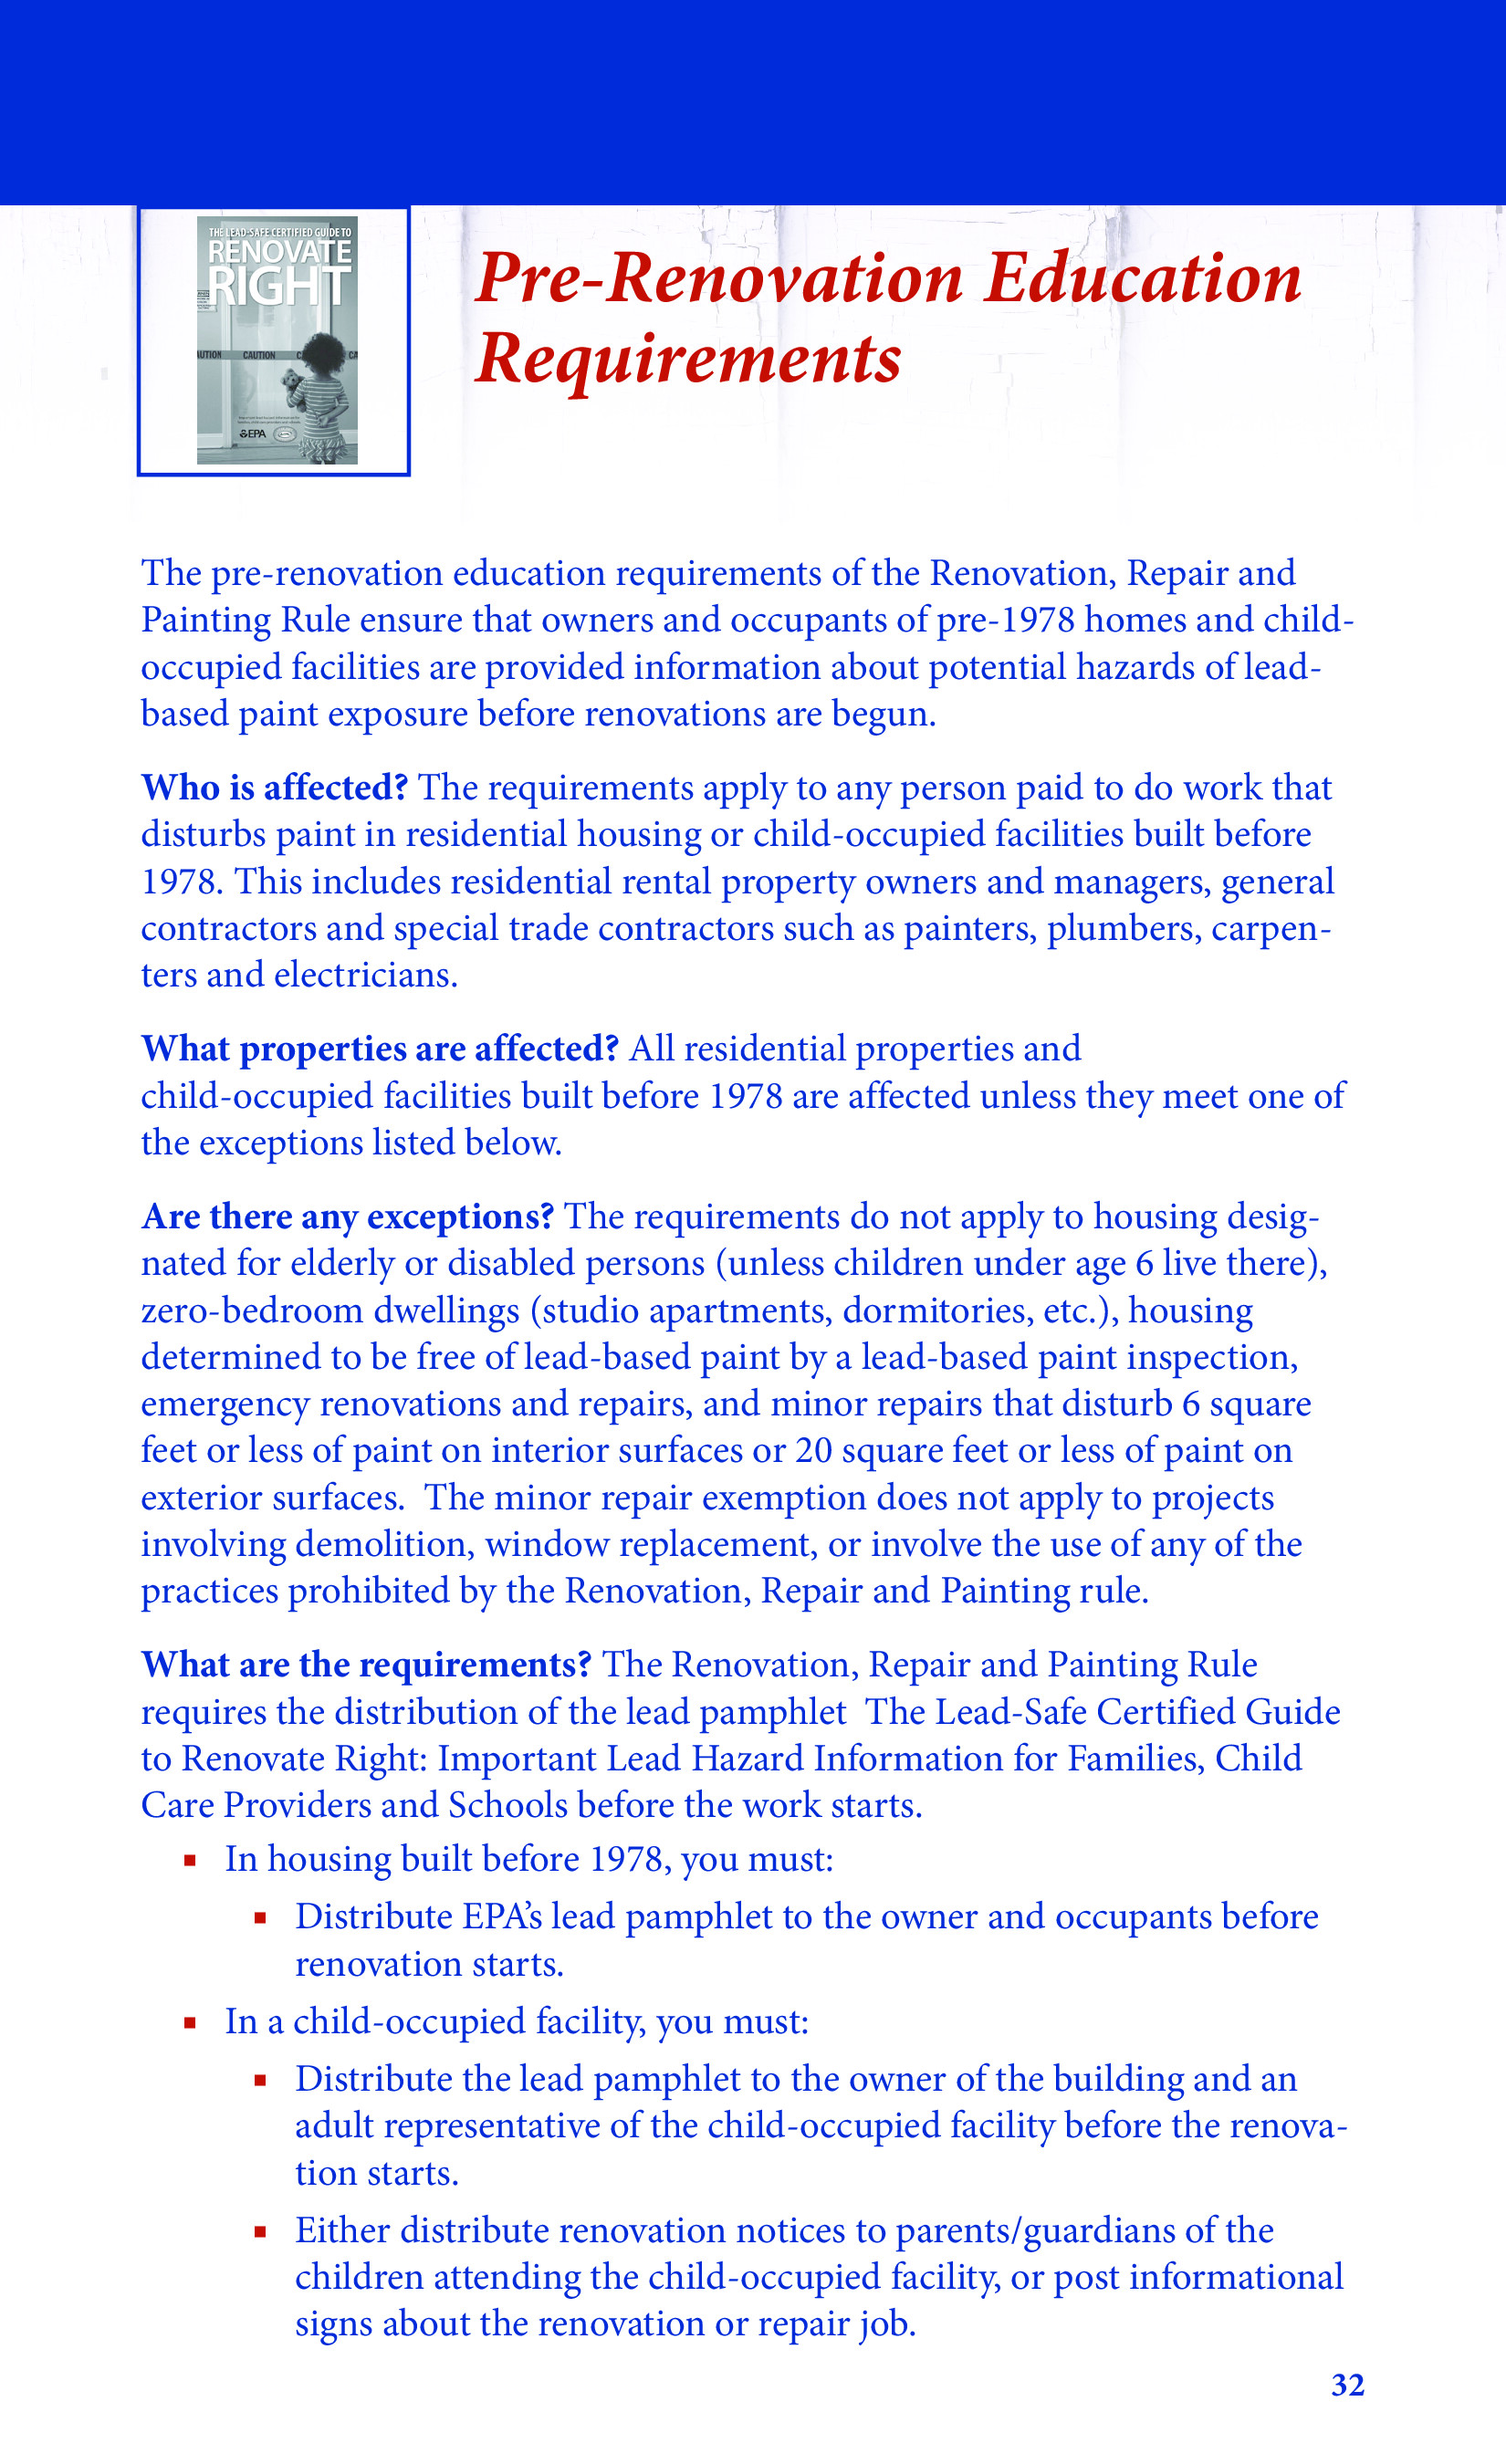 THE LEAD-SAFE CERTIFIED GUIDE TO
RENOVATE
RIGHT
CAUTION
EPA
Pre-Renovation Education
Requirements
The pre-renovation education requirements of the Renovation, Repair and
Painting Rule ensure that owners and occupants of pre-1978 homes and child-
occupied facilities are provided information about potential hazards of lead-
based paint exposure before renovations are begun.
Who is affected? The requirements apply to any person paid to do work that
disturbs paint in residential housing or child-occupied facilities built before
1978. This includes residential rental property owners and managers, general
contractors and special trade contractors such as painters, plumbers, carpen-
ters and electricians.
What properties are affected? All residential properties and
child-occupied facilities built before 1978 are affected unless they meet one of
the exceptions listed below.
Are there any exceptions? The requirements do not apply to housing desig-
nated for elderly or disabled persons (unless children under age 6 live there),
zero-bedroom dwellings (studio apartments, dormitories, etc.), housing
determined to be free of lead-based paint by a lead-based paint inspection,
emergency renovations and repairs, and minor repairs that disturb 6 square
feet or less of paint on interior surfaces or 20 square feet or less of paint on
exterior surfaces.  The minor repair exemption does not apply to projects
involving demolition, window replacement, or involve the use of any of the
practices prohibited by the Renovation, Repair and Painting rule.
What are the requirements? The Renovation, Repair and Painting Rule
requires the distribution of the lead pamphlet  The Lead-Safe Certified Guide
to Renovate Right: Important Lead Hazard Information for Families, Child
Care Providers and Schools before the work starts.
▪ In housing built before 1978, you must:
▪ Distribute EPA’s lead pamphlet to the owner and occupants before
renovation starts.
▪ In a child-occupied facility, you must:
▪ Distribute the lead pamphlet to the owner of the building and an
adult representative of the child-occupied facility before the renova-
tion starts.
▪ Either distribute renovation notices to parents/guardians of the
children attending the child-occupied facility, or post informational
signs about the renovation or repair job.
32